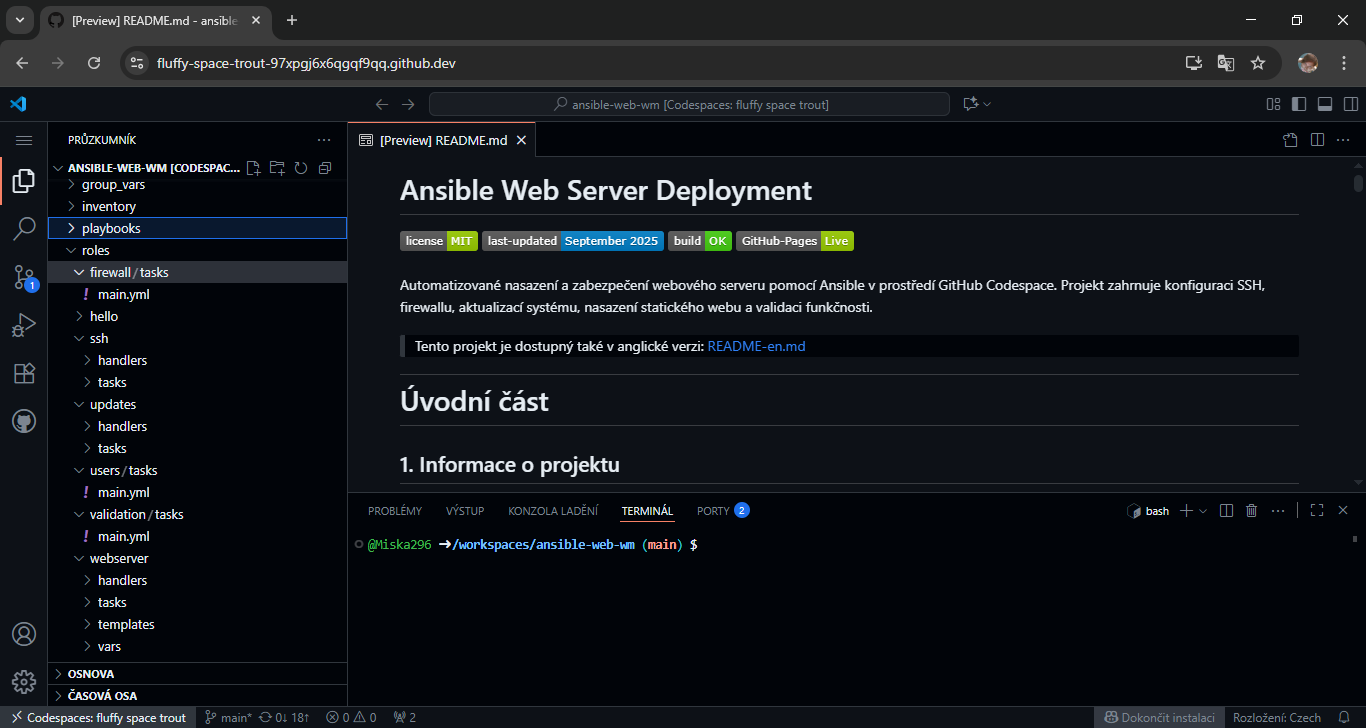 [Preview] README.md - ansible
fluffy-space-trout-97xpgj6x6qgqf9qq.github.dev
ansible-web-wm [Codespaces: fluffy space trout]
PRŮZKUMNÍK
ANSIBLE-WEB-WM [CODESPAC...
group_vars
inventory
playbooks
roles
firewall / tasks
! main.yml
hello
ssh
handlers
tasks
updates
handlers
tasks
users / tasks
! main.yml
validation / tasks
! main.yml
webserver
handlers
tasks
templates
vars
OSNOVA
ČASOVÁ OSA
1
[Preview] README.md
Ansible Web Server Deployment
license MIT last-updated September 2025 build OK GitHub-Pages Live
Automatizované nasazení a zabezpečení webového serveru pomocí Ansible v prostředí GitHub Codespace. Projekt zahrnuje konfiguraci SSH,
firewallu, aktualizací systému, nasazení statického webu a validaci funkčnosti.
Tento projekt je dostupný také v anglické verzi: README-en.md
Úvodní část
1. Informace o projektu
PROBLÉMY VÝSTUP KONZOLA LADĚNÍ TERMINÁL PORTY 2
bash
@Miska296 ➜/workspaces/ansible-web-wm (main) $
Codespaces: fluffy space trout main* 0↓ 18↑ 0 0 2
Dokončit instalaci Rozložení: Czech